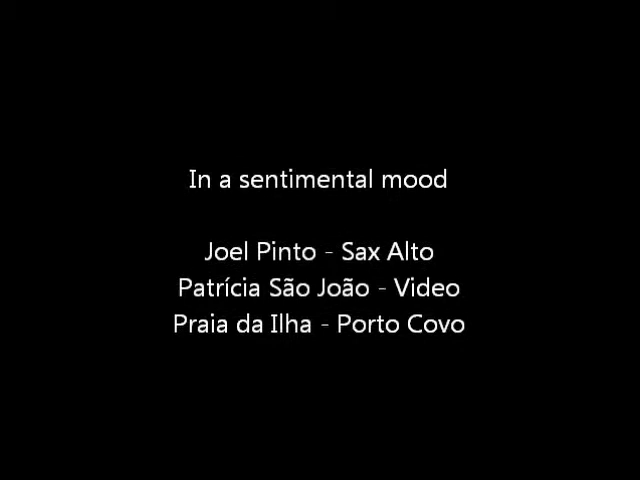 In a sentimental mood
Joel Pinto - Sax Alto
Patrícia São João - Video
Praia da Ilha - Porto Covo